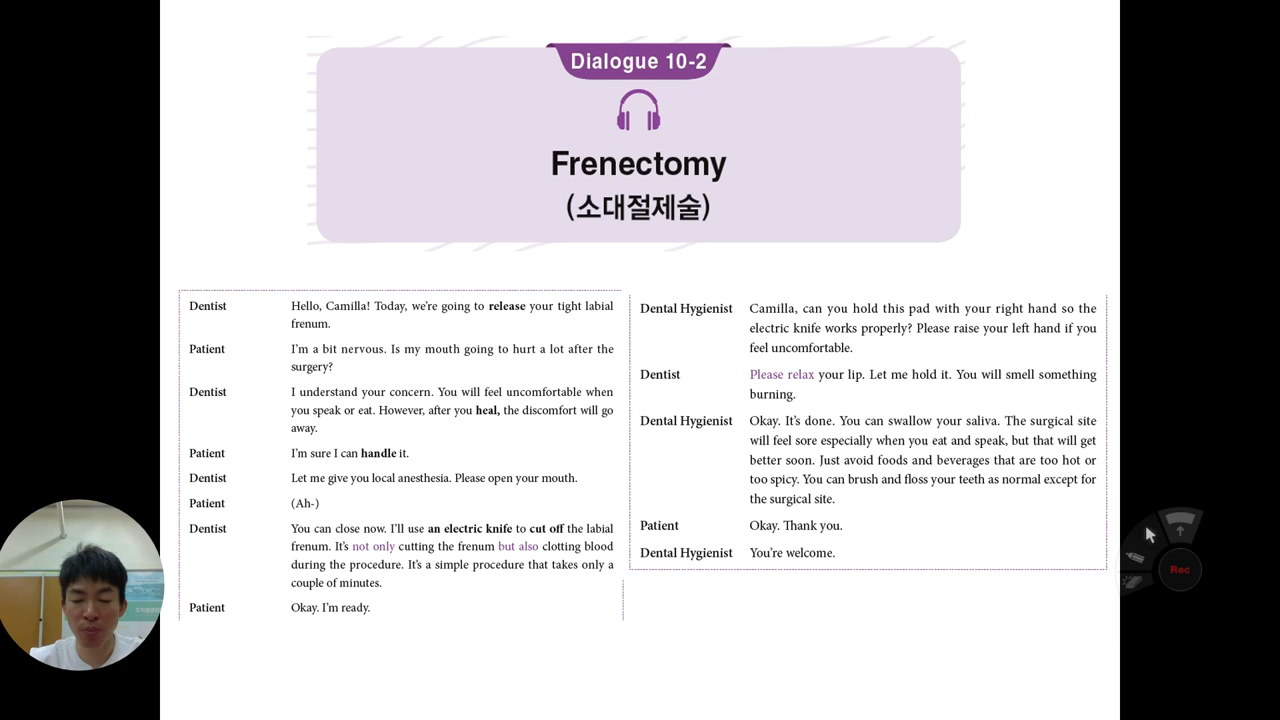 Dialogue 10-2
Frenectomy
(소대절제술)
Dentist Hello, Camilla! Today, we're going to release your tight labial
frenum.
Patient I'm a bit nervous. Is my mouth going to hurt a lot after the
surgery?
Dentist I understand your concern. You will feel uncomfortable when
you speak or eat. However, after you heal, the discomfort will go
away.
Patient I'm sure I can handle it.
Dentist Let me give you local anesthesia. Please open your mouth.
Patient (Ah-)
Dentist You can close now. I'll use an electric knife to cut off the labial
frenum. It's not only cutting the frenum but also clotting blood
during the procedure. It's a simple procedure that takes only a
couple of minutes.
Patient Okay. I'm ready.
Dental Hygienist Camilla, can you hold this pad with your right hand so the
electric knife works properly? Please raise your left hand if you
feel uncomfortable.
Dentist Please relax your lip. Let me hold it. You will smell something
burning.
Dental Hygienist Okay. It's done. You can swallow your saliva. The surgical site
will feel sore especially when you eat and speak, but that will get
better soon. Just avoid foods and beverages that are too hot or
too spicy. You can brush and floss your teeth as normal except for
the surgical site.
Patient Okay. Thank you.
Dental Hygienist You're welcome.
Rec